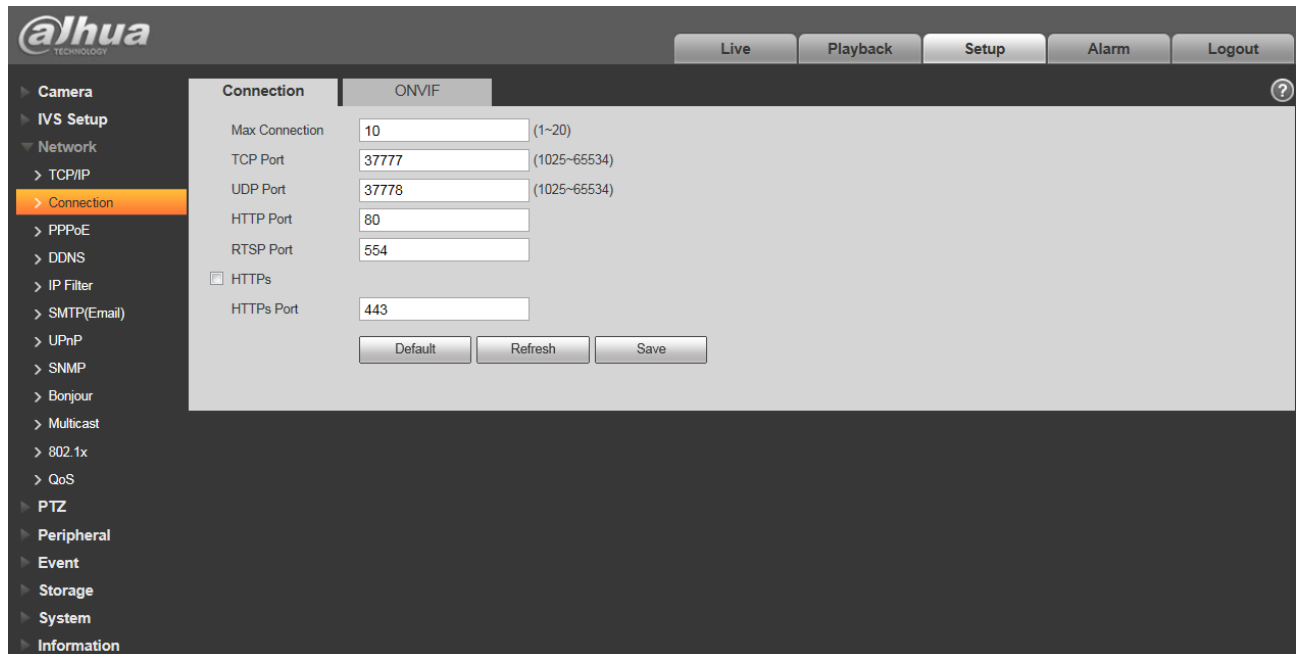 alhua
TECHNOLOGY
Live Playback Setup Alarm Logout
Camera
IVS Setup
Network
> TCP/IP
> Connection
> PPPoE
> DDNS
> IP Filter
> SMTP(Email)
> UPnP
> SNMP
> Bonjour
> Multicast
> 802.1x
> QoS
PTZ
Peripheral
Event
Storage
System
Information
Connection ONVIF
?
Max Connection 10 (1~20)
TCP Port 37777 (1025~65534)
UDP Port 37778 (1025~65534)
HTTP Port 80
RTSP Port 554
HTTPs
HTTPs Port 443
Default Refresh Save